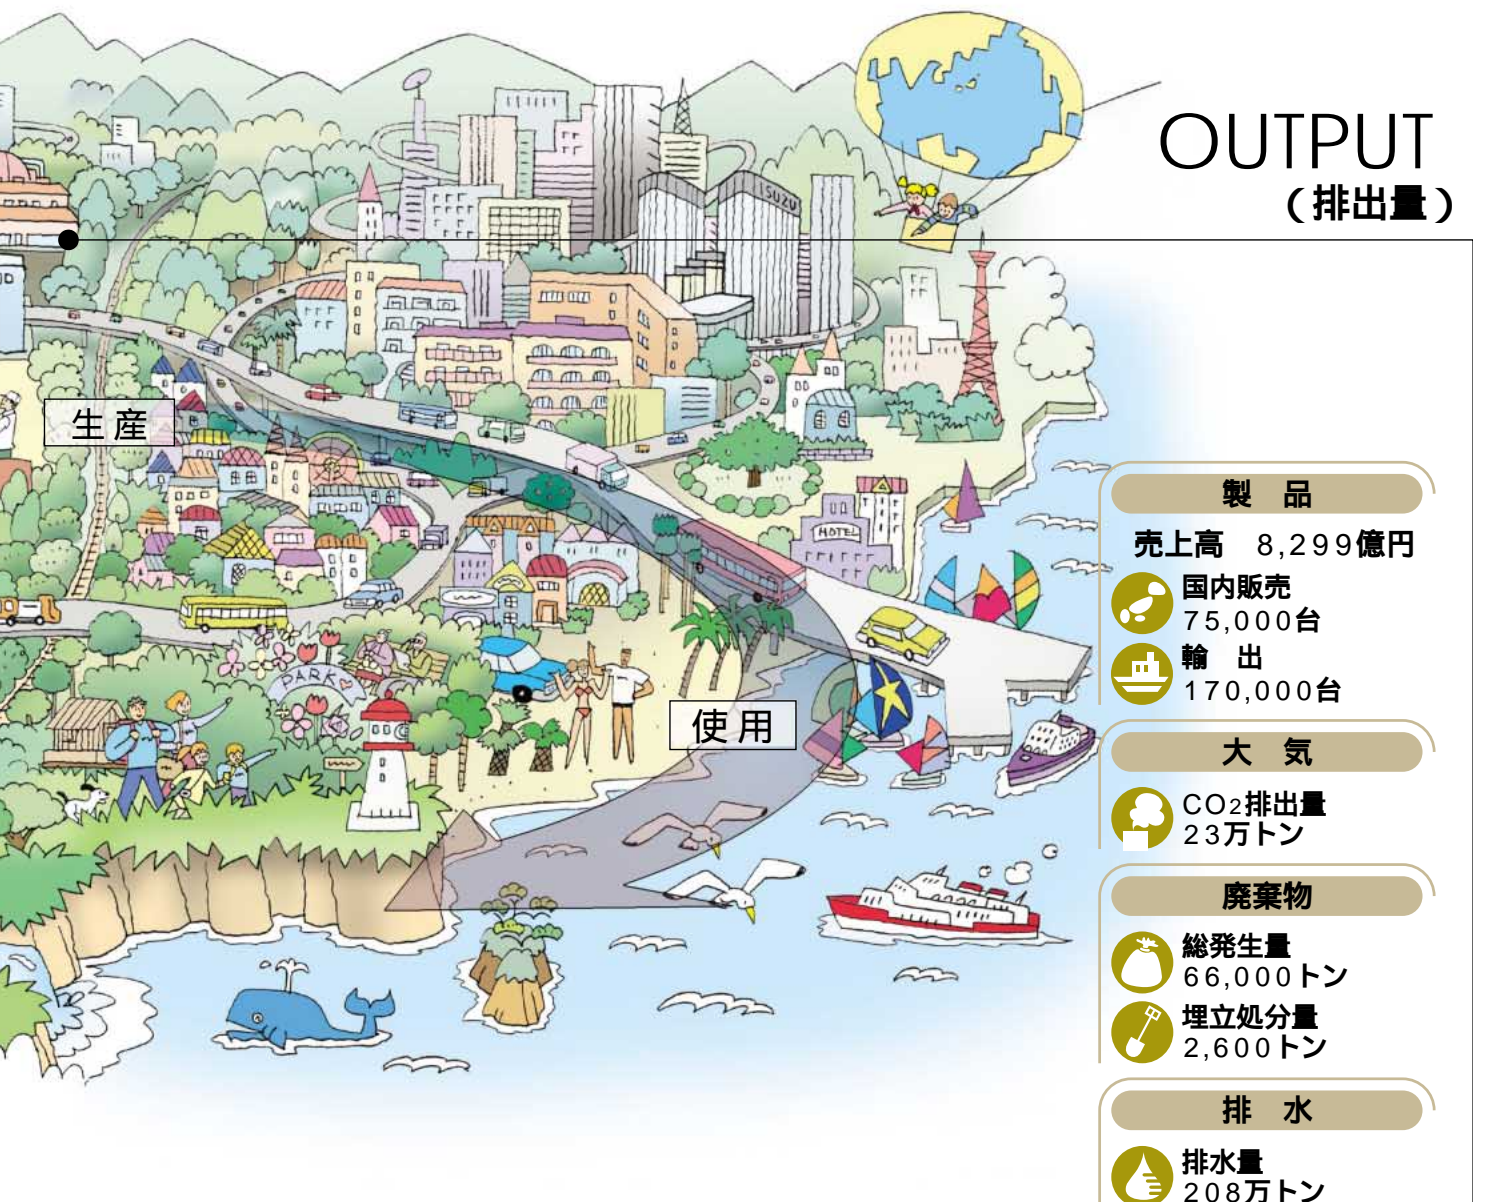 OUTPUT
（排出量）
ISUZU
生産
HOTEL
PARK
使用
製　品
売上高　8,299億円
国内販売
75,000台
輸　出
170,000台
大　気
CO2排出量
23万トン
廃棄物
総発生量
66,000トン
埋立処分量
2,600トン
排　水
排水量
208万トン